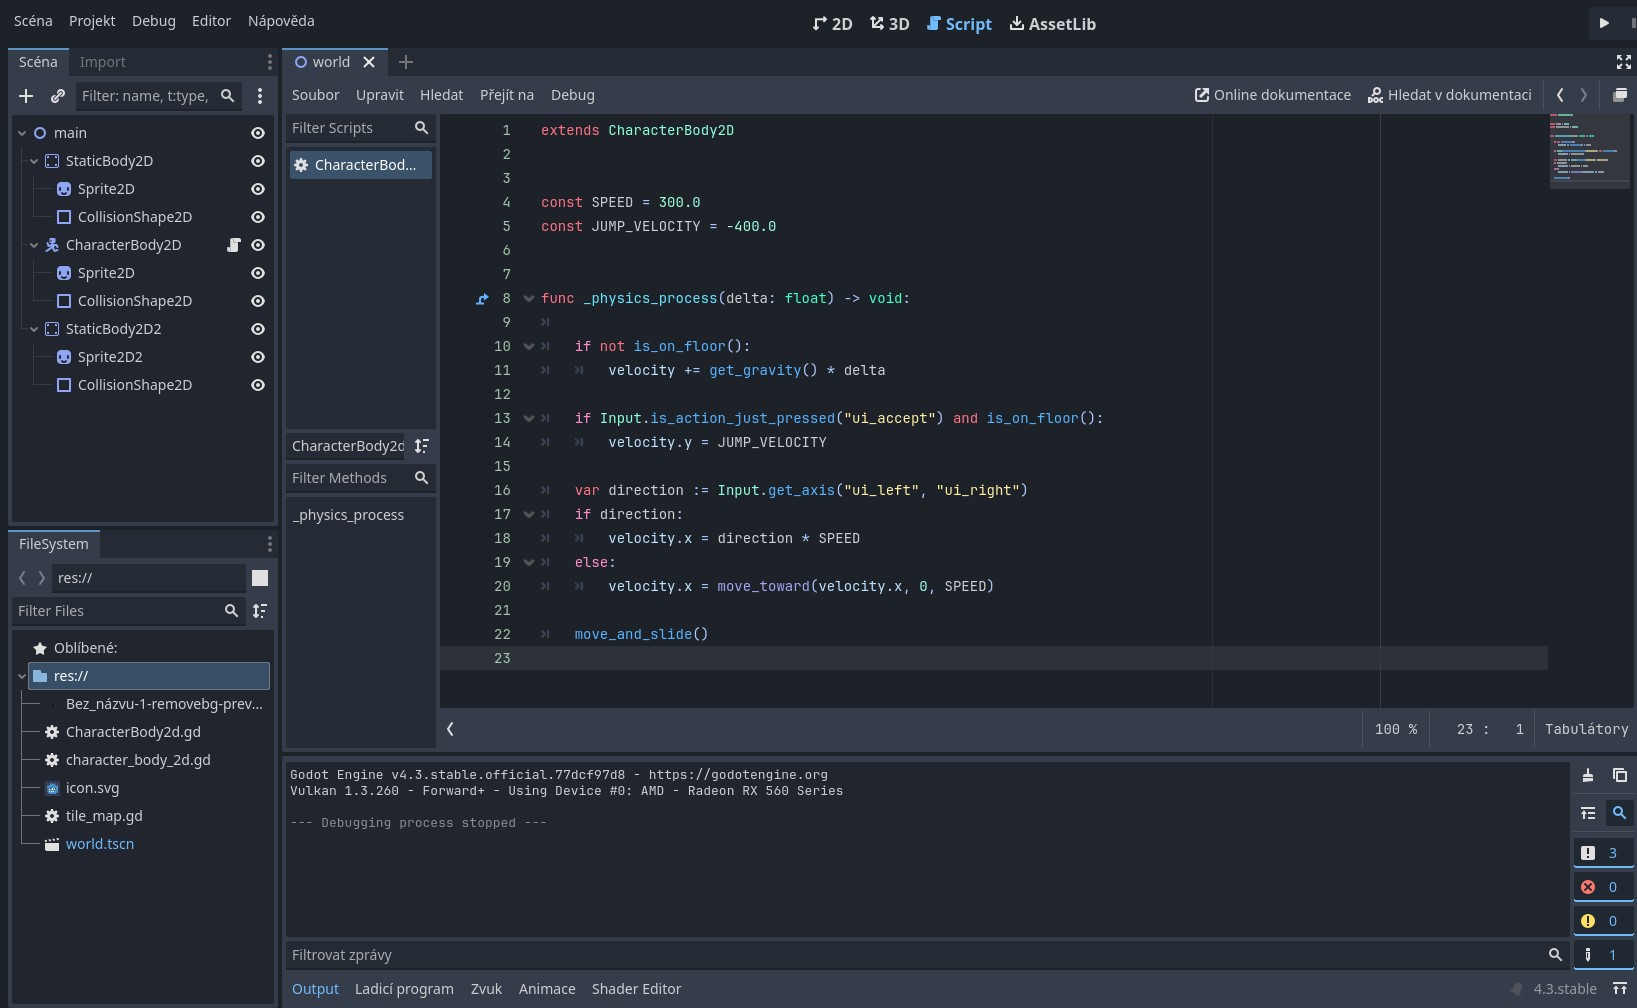 Scéna Projekt Debug Editor Nápověda
2D 3D Script AssetLib
Scéna Import
Filter: name, t:type,
main
StaticBody2D
Sprite2D
CollisionShape2D
CharacterBody2D
Sprite2D
CollisionShape2D
StaticBody2D2
Sprite2D2
CollisionShape2D
FileSystem
res://
Filter Files
Oblíbené:
res://
Bez_názvu-1-removebg-prev...
CharacterBody2d.gd
character_body_2d.gd
icon.svg
tile_map.gd
world.tscn
world
Soubor Upravit Hledat Přejít na Debug
Online dokumentace Hledat v dokumentaci
Filter Scripts
CharacterBod...
CharacterBody2d
Filter Methods
_physics_process
1 extends CharacterBody2D
2
3
4 const SPEED = 300.0
5 const JUMP_VELOCITY = -400.0
6
7
8 func _physics_process(delta: float) -> void:
9
10 if not is_on_floor():
11 velocity += get_gravity() * delta
12
13 if Input.is_action_just_pressed("ui_accept") and is_on_floor():
14 velocity.y = JUMP_VELOCITY
15
16 var direction := Input.get_axis("ui_left", "ui_right")
17 if direction:
18 velocity.x = direction * SPEED
19 else:
20 velocity.x = move_toward(velocity.x, 0, SPEED)
21
22 move_and_slide()
23
100 % 23 : 1 Tabulátory
Godot Engine v4.3.stable.official.77dcf97d8 - https://godotengine.org
Vulkan 1.3.260 - Forward+ - Using Device #0: AMD - Radeon RX 560 Series
--- Debugging process stopped ---
3
0
0
1
Filtrovat zprávy
Output Ladicí program Zvuk Animace Shader Editor
4.3.stable